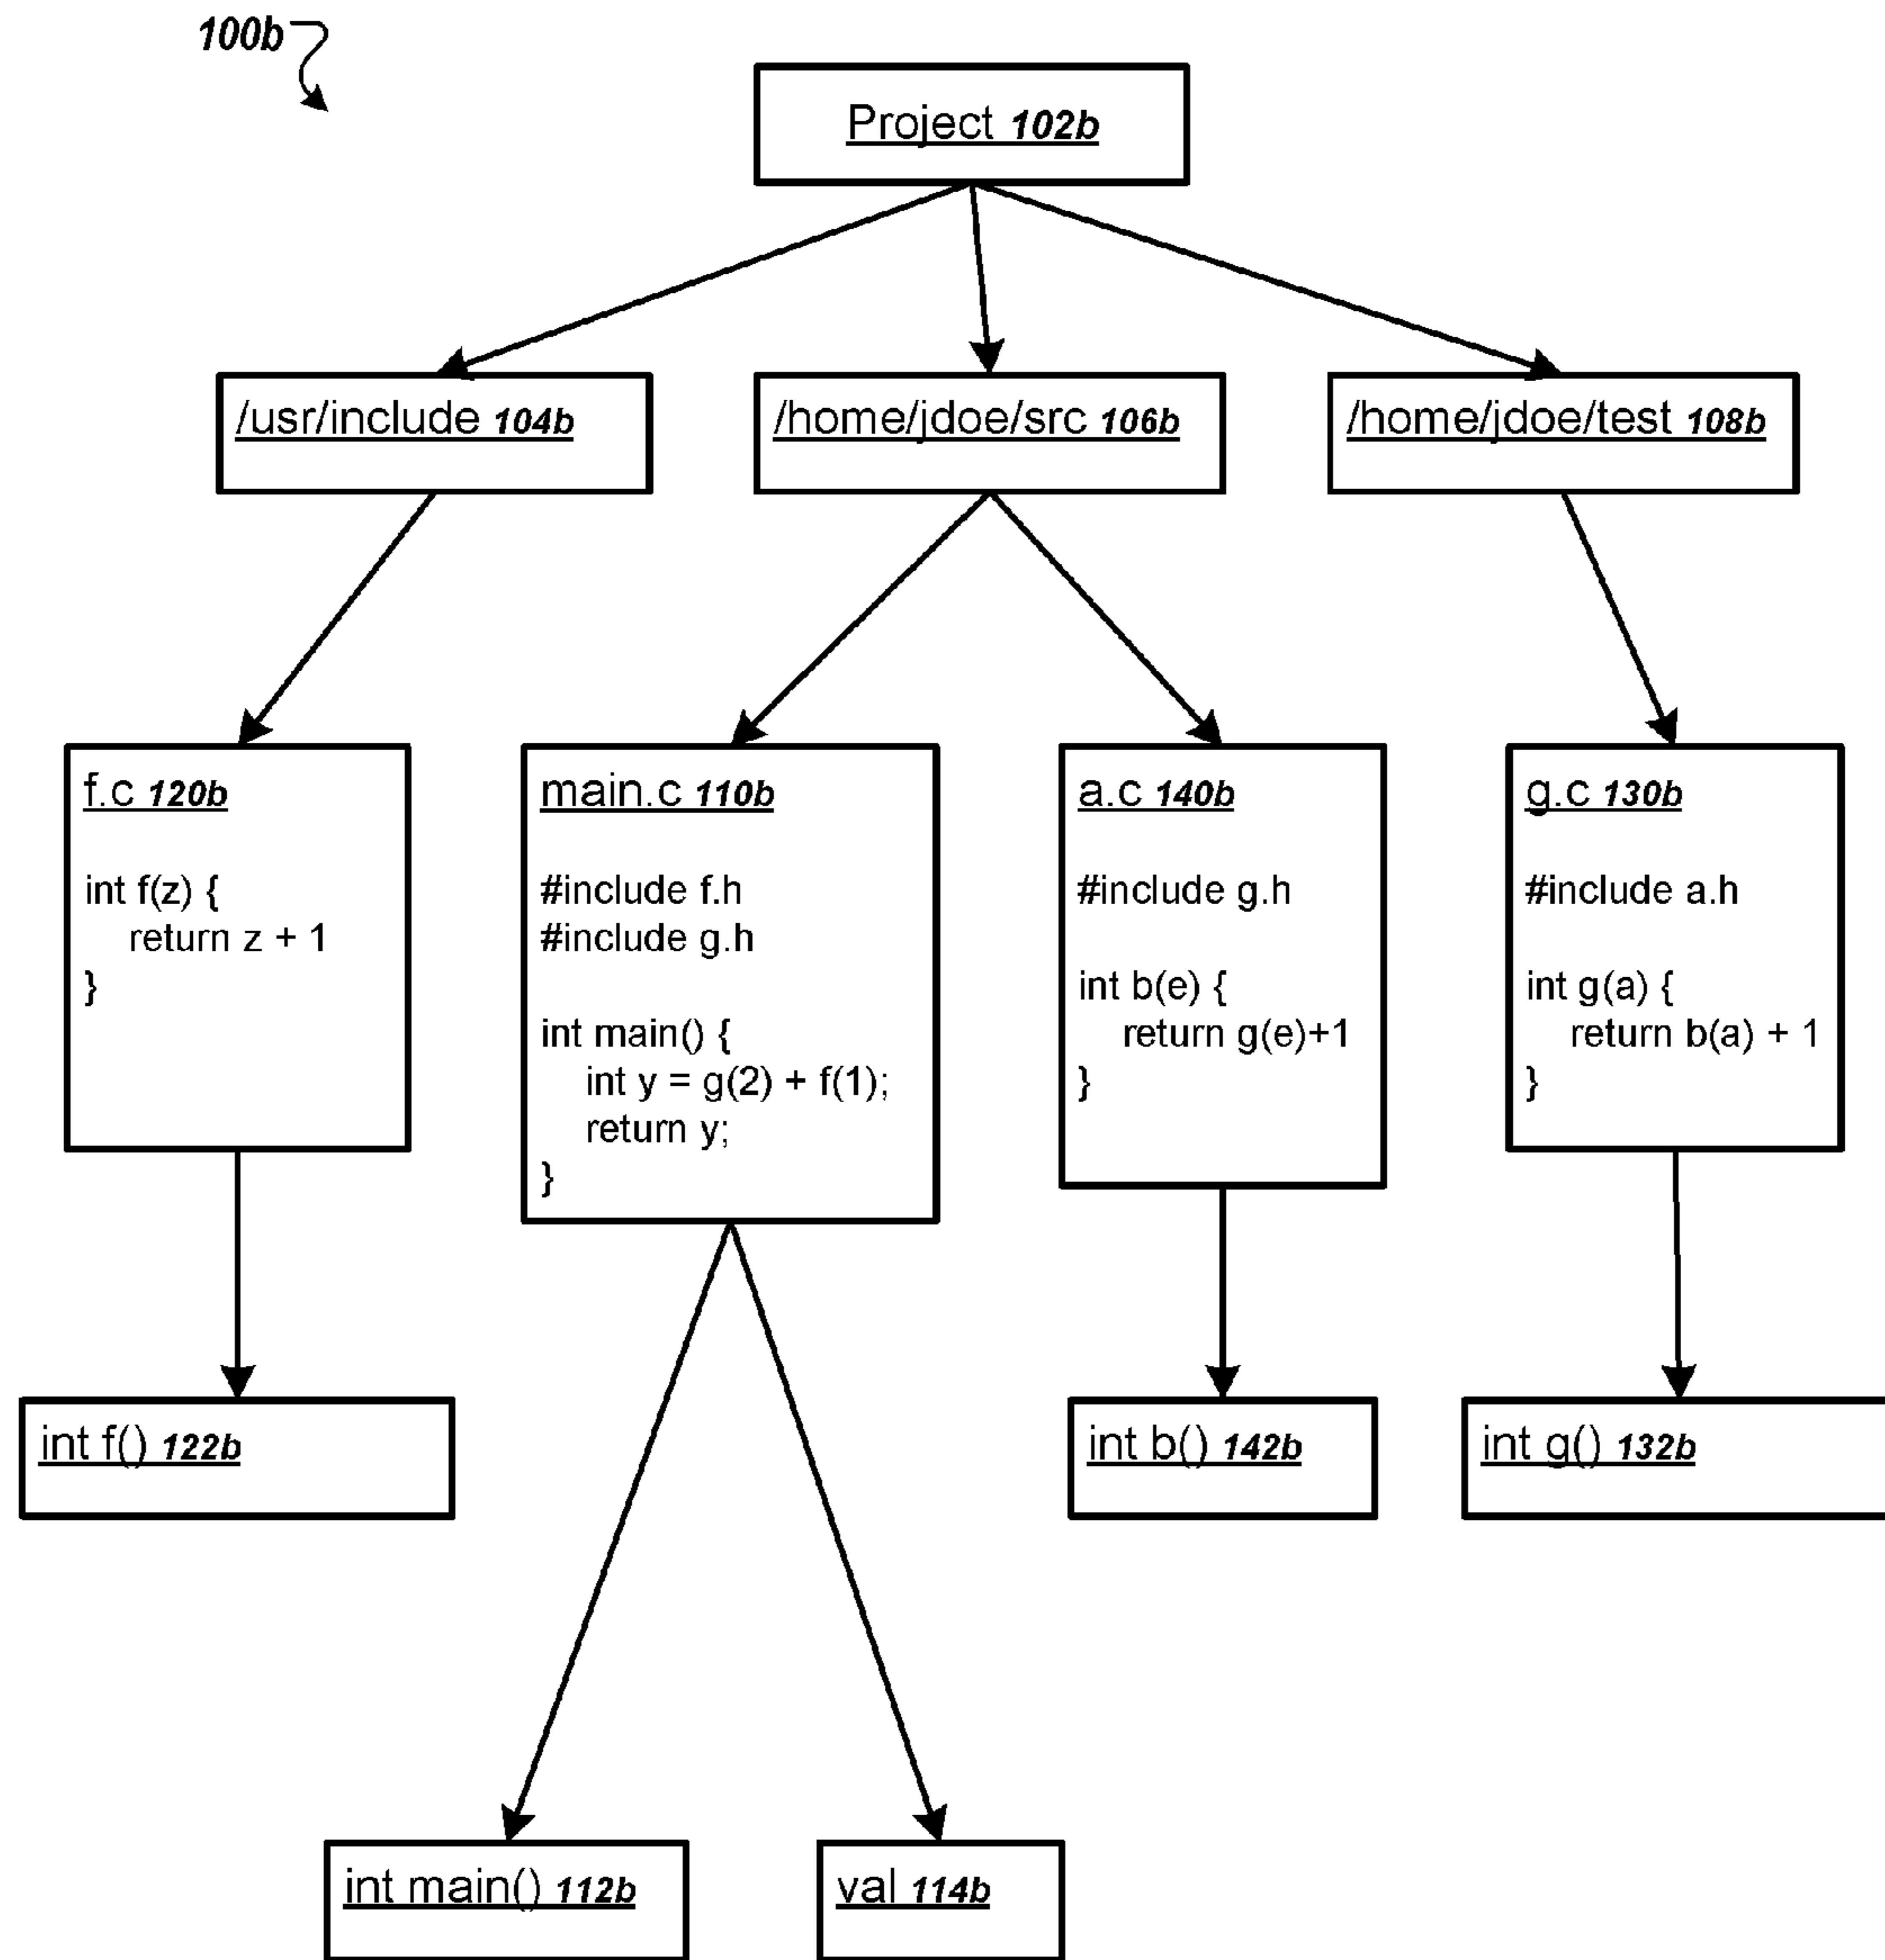 100b
Project 102b
/usr/include 104b
/home/jdoe/src 106b
/home/jdoe/test 108b
f.c 120b
int f(z) {
return z + 1
}
main.c 110b
#include f.h
#include g.h
int main() {
int y = g(2) + f(1);
return y;
}
a.c 140b
#include g.h
int b(e) {
return g(e)+1
}
g.c 130b
#include a.h
int g(a) {
return b(a) + 1
}
int f() 122b
int b() 142b
int g() 132b
int main() 112b
val 114b